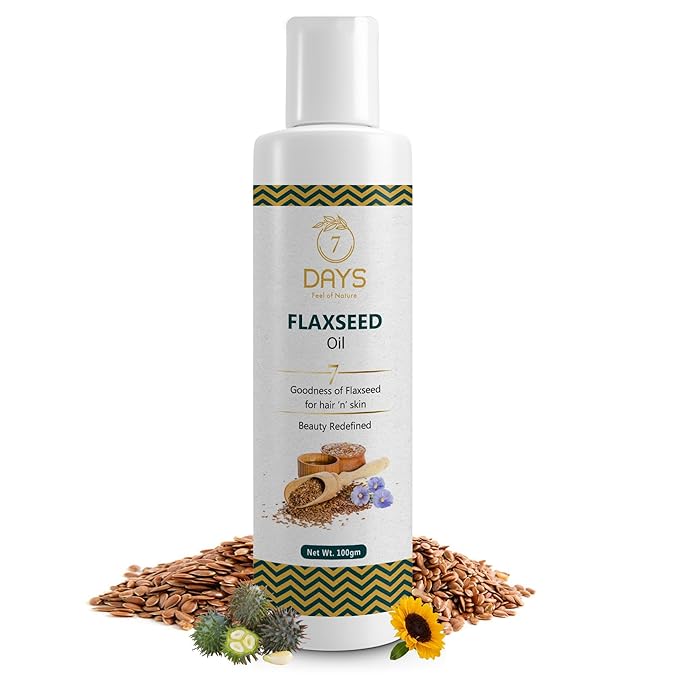 7
DAYS
Feel of Nature
FLAXSEED
Oil
7
Goodness of Flaxseed
for hair ‘n’ skin
Beauty Redefined
Net Wt. 100gm